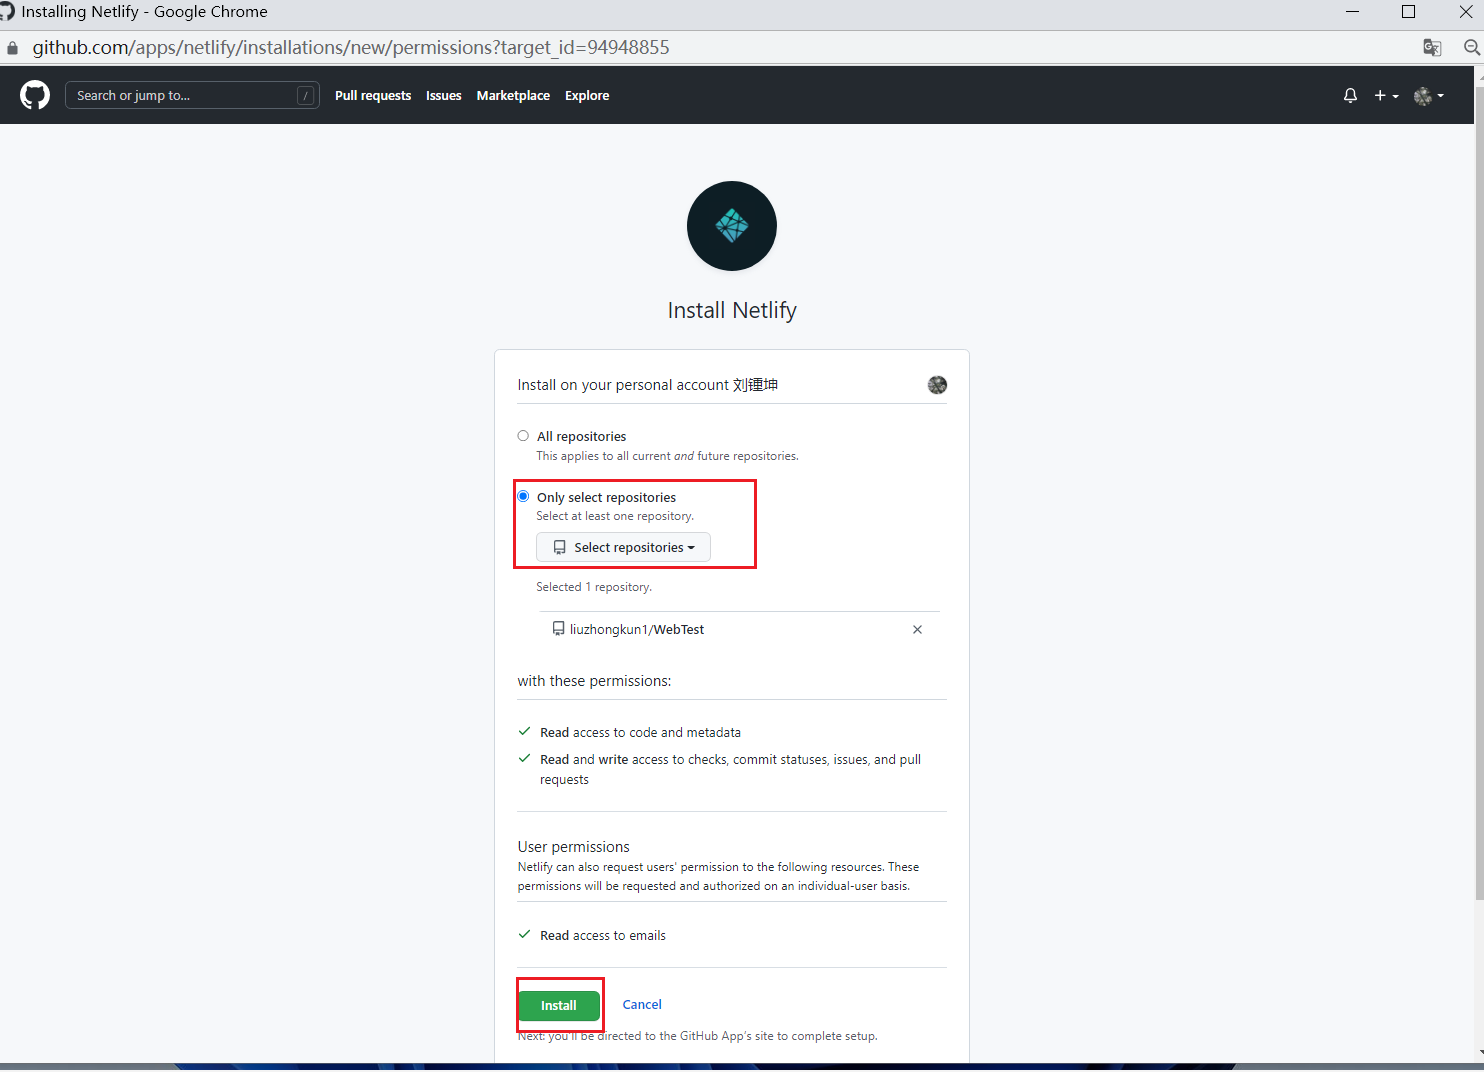 Installing Netlify - Google Chrome
github.com/apps/netlify/installations/new/permissions?target_id=94948855
Search or jump to... / Pull requests Issues Marketplace Explore
Install Netlify
Install on your personal account 刘锺坤
All repositories
This applies to all current and future repositories.
Only select repositories
Select at least one repository.
Select repositories
Selected 1 repository.
liuzhongkun1/WebTest
with these permissions:
Read access to code and metadata
Read and write access to checks, commit statuses, issues, and pull
requests
User permissions
Netlify can also request users' permission to the following resources. These
permissions will be requested and authorized on an individual-user basis.
Read access to emails
Install Cancel
Next: you'll be directed to the GitHub App's site to complete setup.